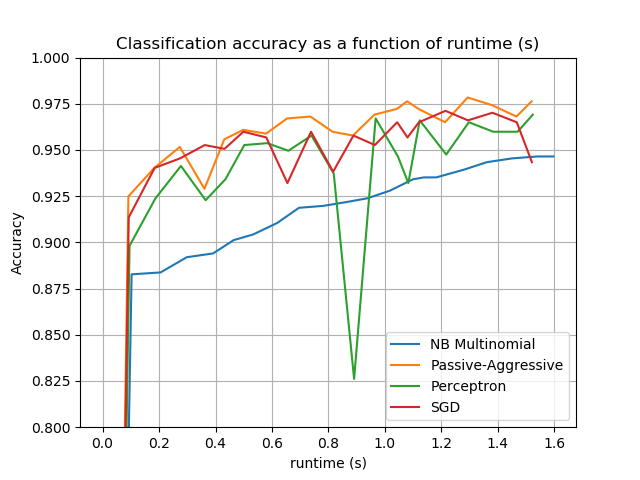 Classification accuracy as a function of runtime (s)
1.000
0.975
0.950
0.925
0.900
0.875
0.850
0.825
0.800
Accuracy
NB Multinomial
Passive-Aggressive
Perceptron
SGD
0.0 0.2 0.4 0.6 0.8 1.0 1.2 1.4 1.6
runtime (s)